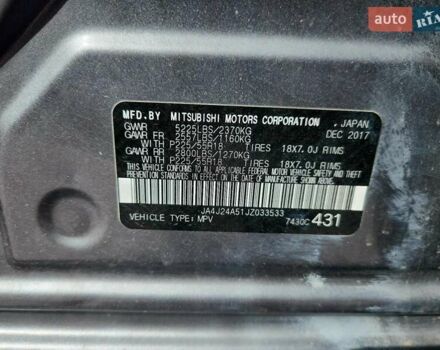 auto RIA
MFD.BY MITSUBISHI MOTORS CORPORATION, JAPAN
GVWR 5225LBS/2370KG DEC 2017
GAWR FR 2557LBS/1160KG
WITH P225/55R18 TIRES 18X7.0J RIMS
GAWR RR 2800LBS/1270KG
WITH P225/55R18 TIRES 18X7.0J RIMS
THIS VEHICLE CONFORMS TO ALL APPLICABLE
FEDERAL MOTOR VEHICLE SAFETY
STANDARDS IN EFFECT ON THE DATE OF
MANUFACTURE SHOWN ABOVE.
JA4J24A51JZ033533
VEHICLE TYPE: MPV 7430C 431